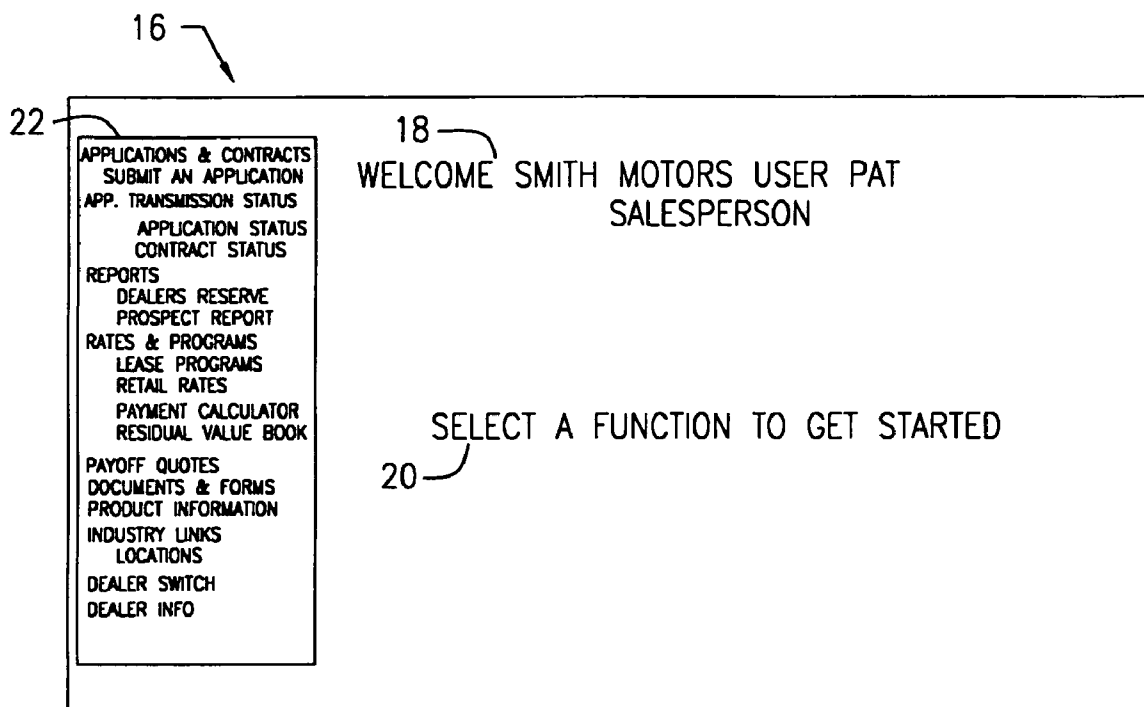 16
22
APPLICATIONS & CONTRACTS
SUBMIT AN APPLICATION
APP. TRANSMISSION STATUS
APPLICATION STATUS
CONTRACT STATUS
REPORTS
DEALERS RESERVE
PROSPECT REPORT
RATES & PROGRAMS
LEASE PROGRAMS
RETAIL RATES
PAYMENT CALCULATOR
RESIDUAL VALUE BOOK
PAYOFF QUOTES
DOCUMENTS & FORMS
PRODUCT INFORMATION
INDUSTRY LINKS
LOCATIONS
DEALER SWITCH
DEALER INFO
18
WELCOME SMITH MOTORS USER PAT
SALESPERSON
SELECT A FUNCTION TO GET STARTED
20